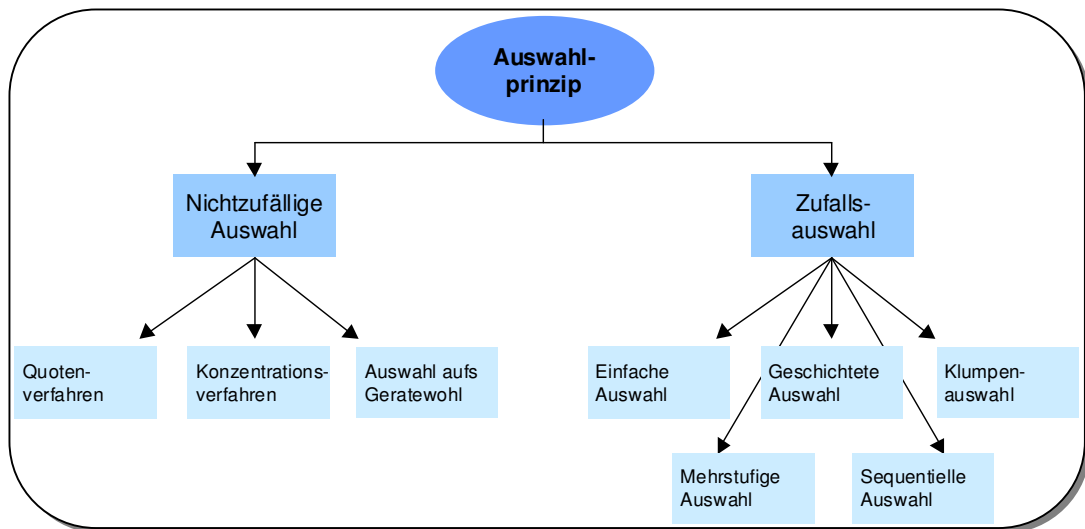 Auswahl-
prinzip
Nichtzufällige
Auswahl
Zufalls-
auswahl
Quoten-
verfahren
Konzentrations-
verfahren
Auswahl aufs
Geratewohl
Einfache
Auswahl
Geschichtete
Auswahl
Klumpen-
auswahl
Mehrstufige
Auswahl
Sequentielle
Auswahl